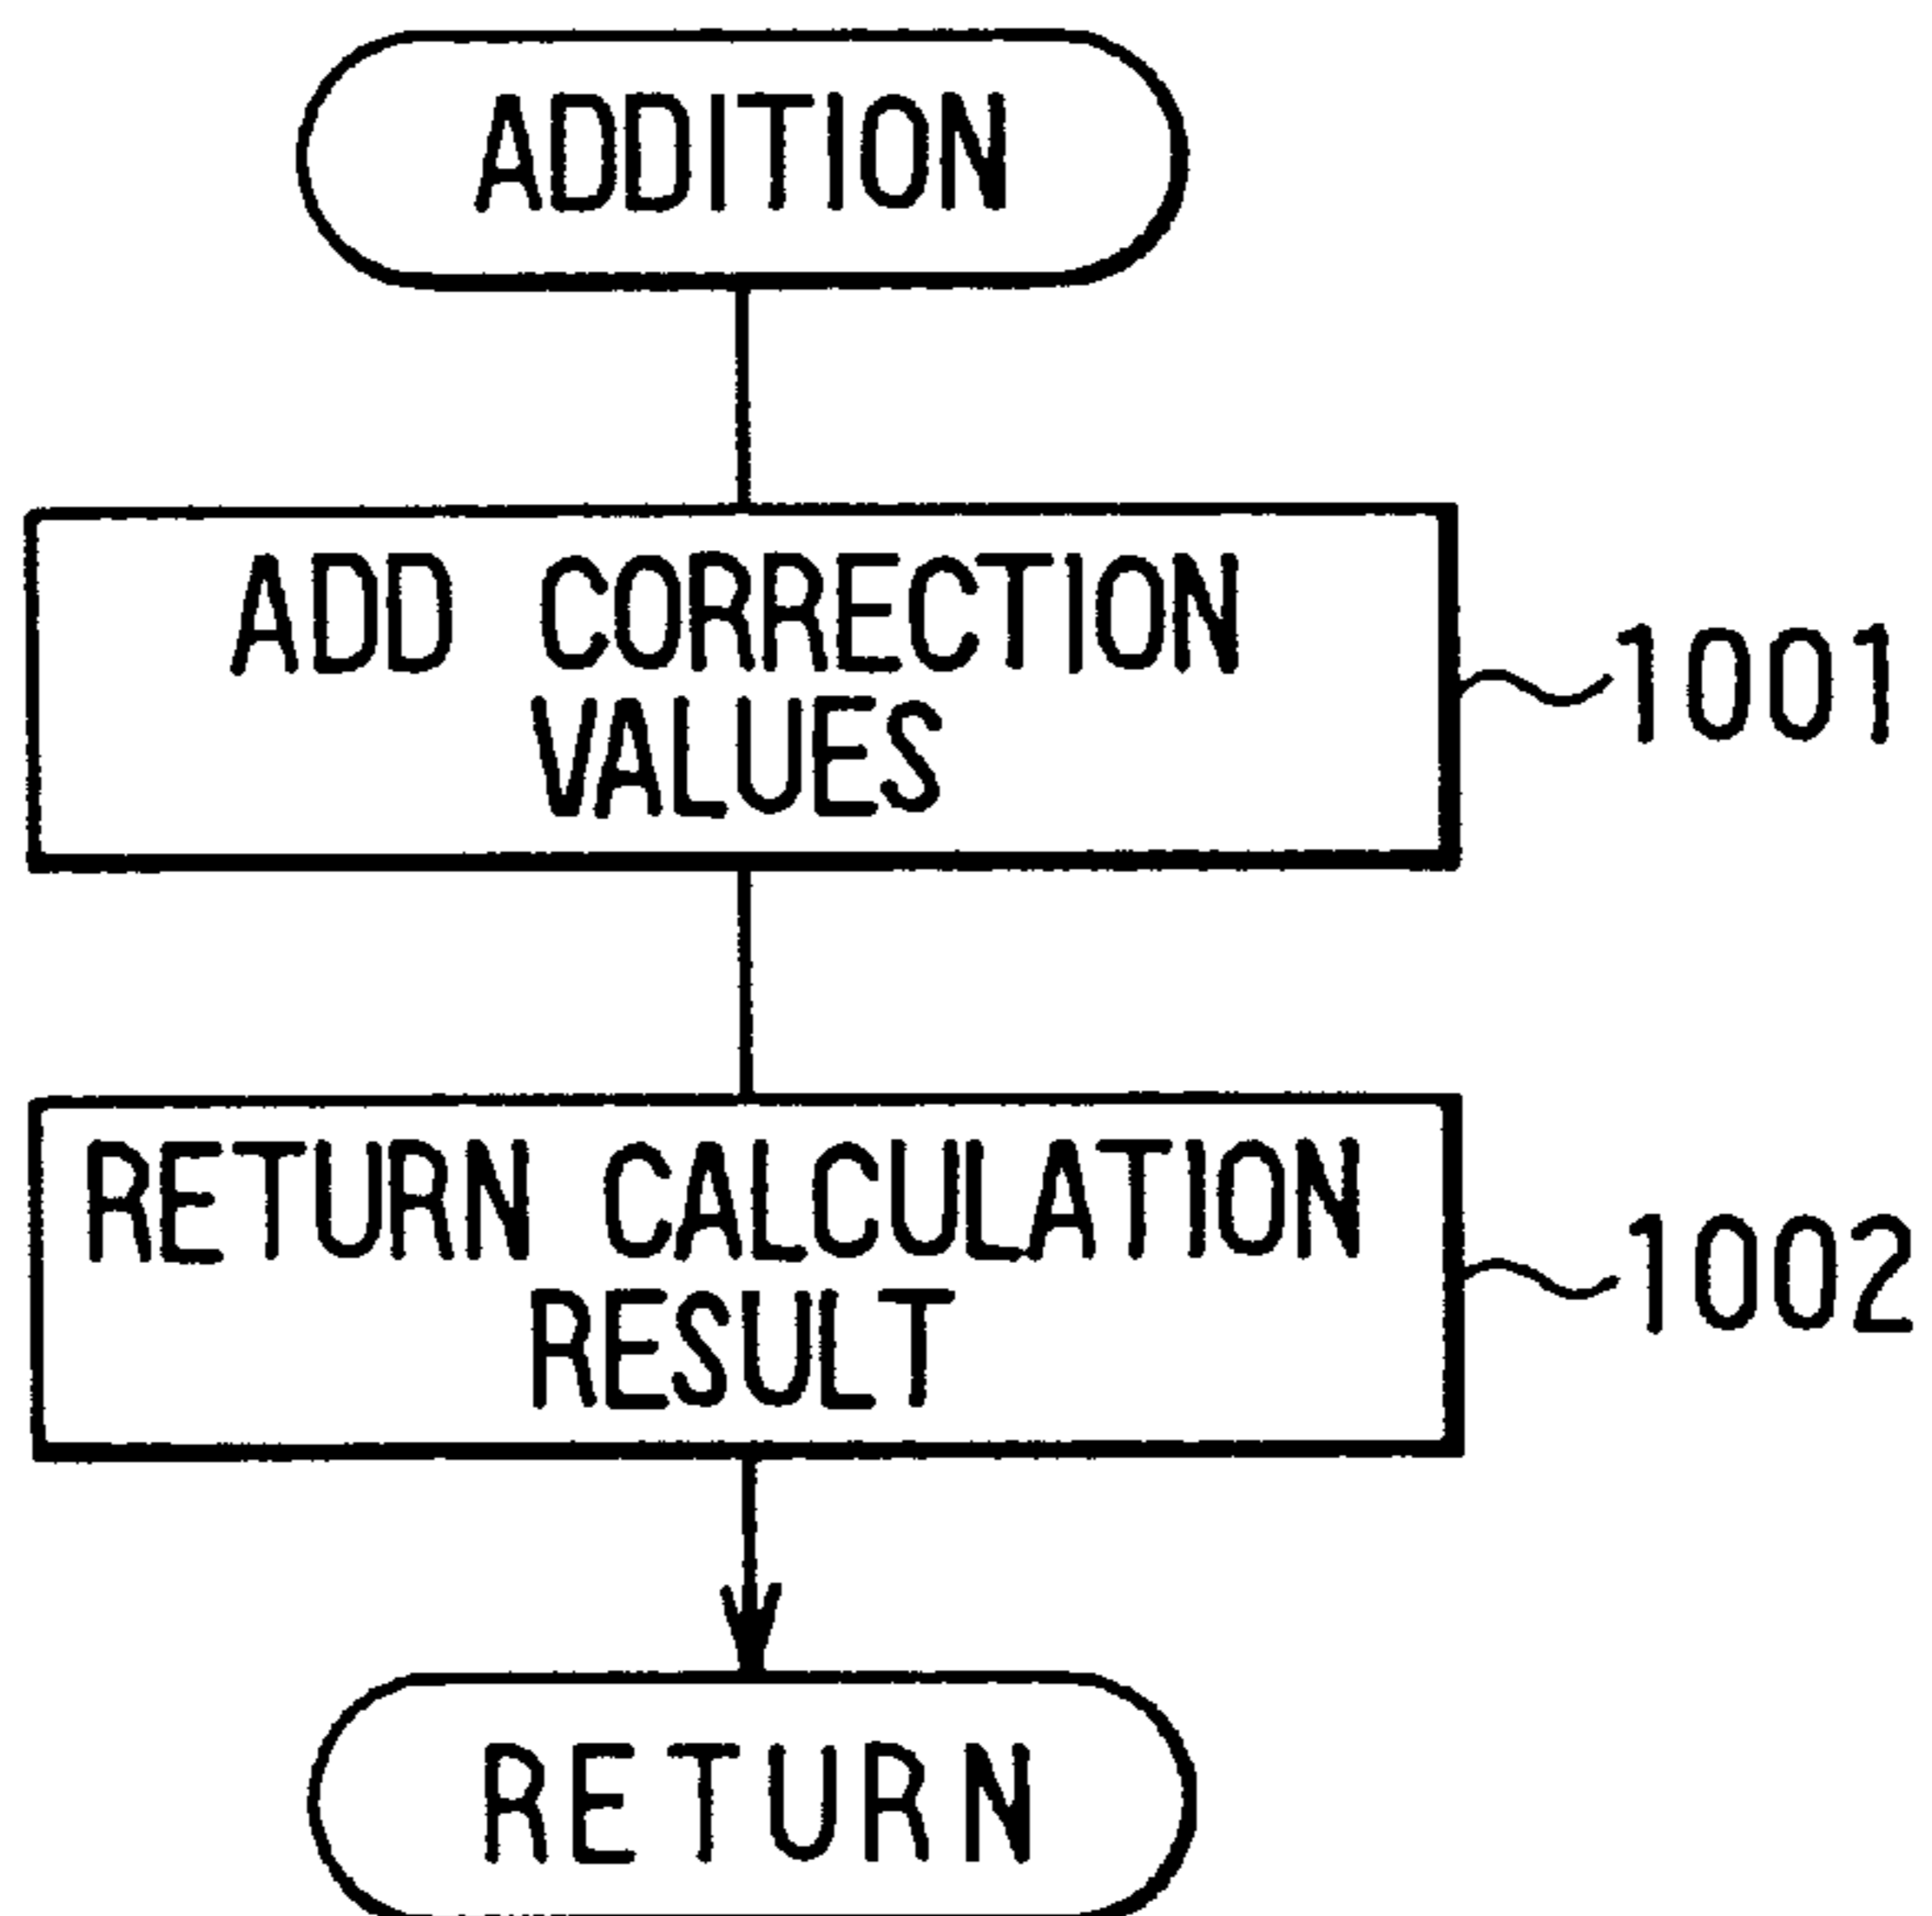 ADDITION
ADD CORRECTION
VALUES
1001
RETURN CALCULATION
RESULT
1002
RETURN